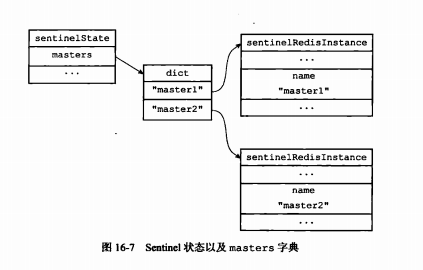 sentinelState
masters
...
dict
"master1"
"master2"
sentinelRedisInstance
...
name
"master1"
...
sentinelRedisInstance
...
name
"master2"
...
图 16-7 Sentinel 状态以及 masters 字典